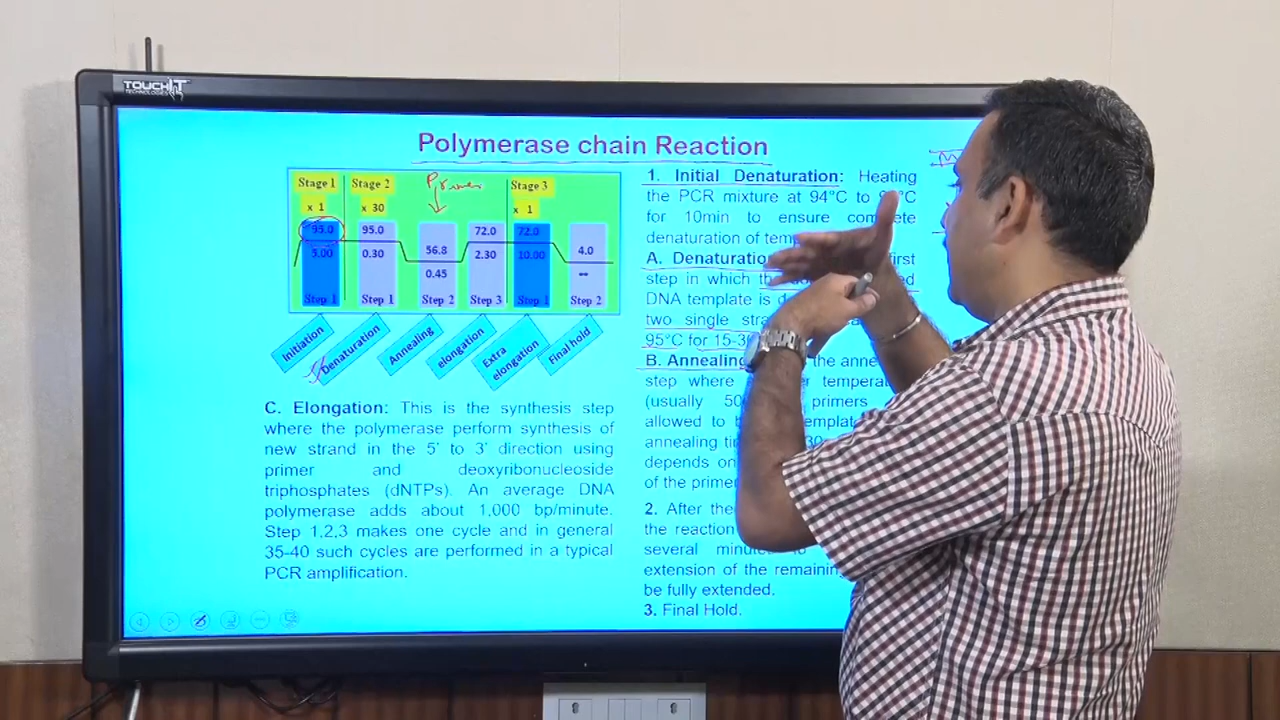 TOUCHIT
TECHNOLOGIES
Polymerase chain Reaction
Stage 1 Stage 2 Primer Stage 3
x 1 x 30 x 1
95.0 95.0 56.8 72.0 72.0 4.0
5.00 0.30 0.45 2.30 10.00 ∞
Step 1 Step 1 Step 2 Step 3 Step 1 Step 2
Initiation
Denaturation
Annealing
elongation
Extra
elongation
Final hold
C. Elongation: This is the synthesis step
where the polymerase perform synthesis of
new strand in the 5' to 3' direction using
primer and deoxyribonucleoside
triphosphates (dNTPs). An average DNA
polymerase adds about 1,000 bp/minute.
Step 1,2,3 makes one cycle and in general
35-40 such cycles are performed in a typical
PCR amplification.
1. Initial Denaturation: Heating
the PCR mixture at 94°C to
for 10min to ensure complete
denaturation of
A. Denaturation first
step in which
DNA template is
two single
95°C for
B. Annealing the
step where
(usually primers
allowed to
annealing
depends on
of the
2. After the
the reaction
several
extension of the remaining
be fully extended.
3. Final Hold.